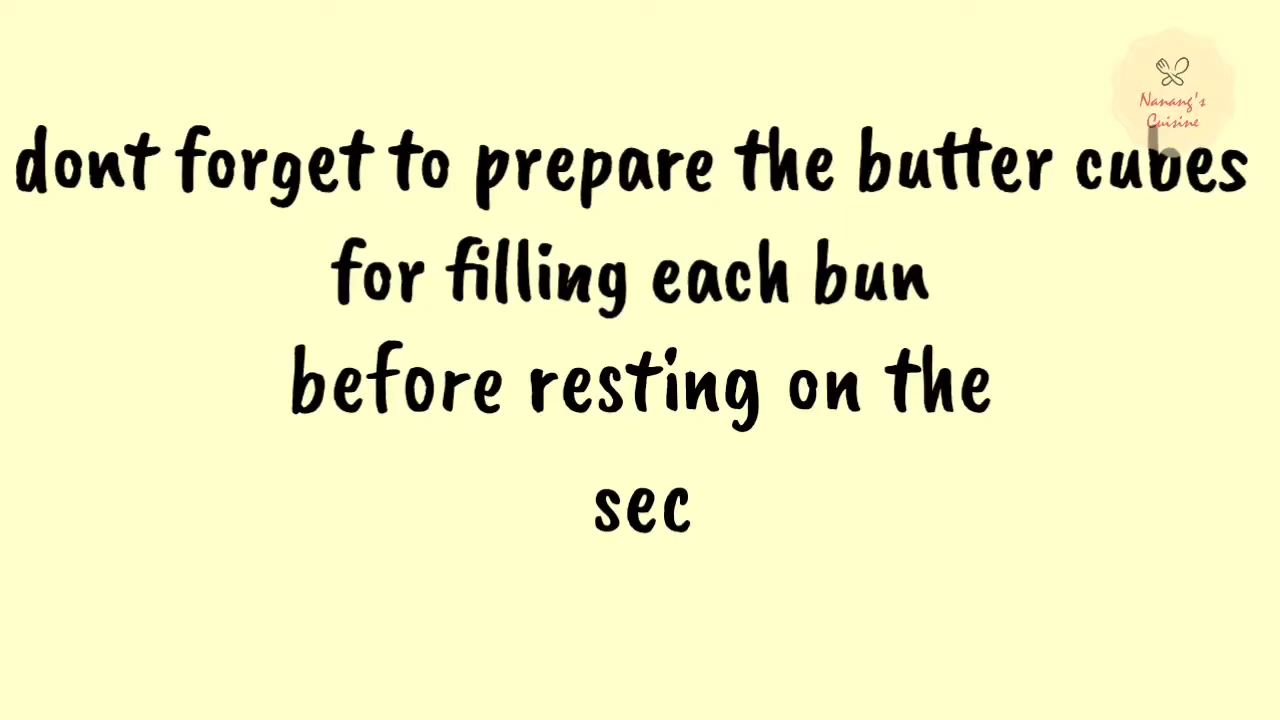 Nanang's
Cuisine
dont forget to prepare the butter cubes
for filling each bun
before resting on the
sec